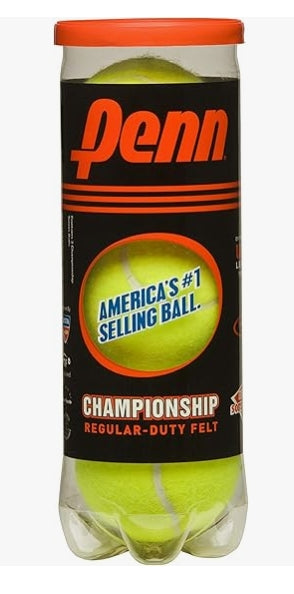 Penn
AMERICA'S #1
SELLING BALL.
CHAMPIONSHIP
REGULAR-DUTY FELT